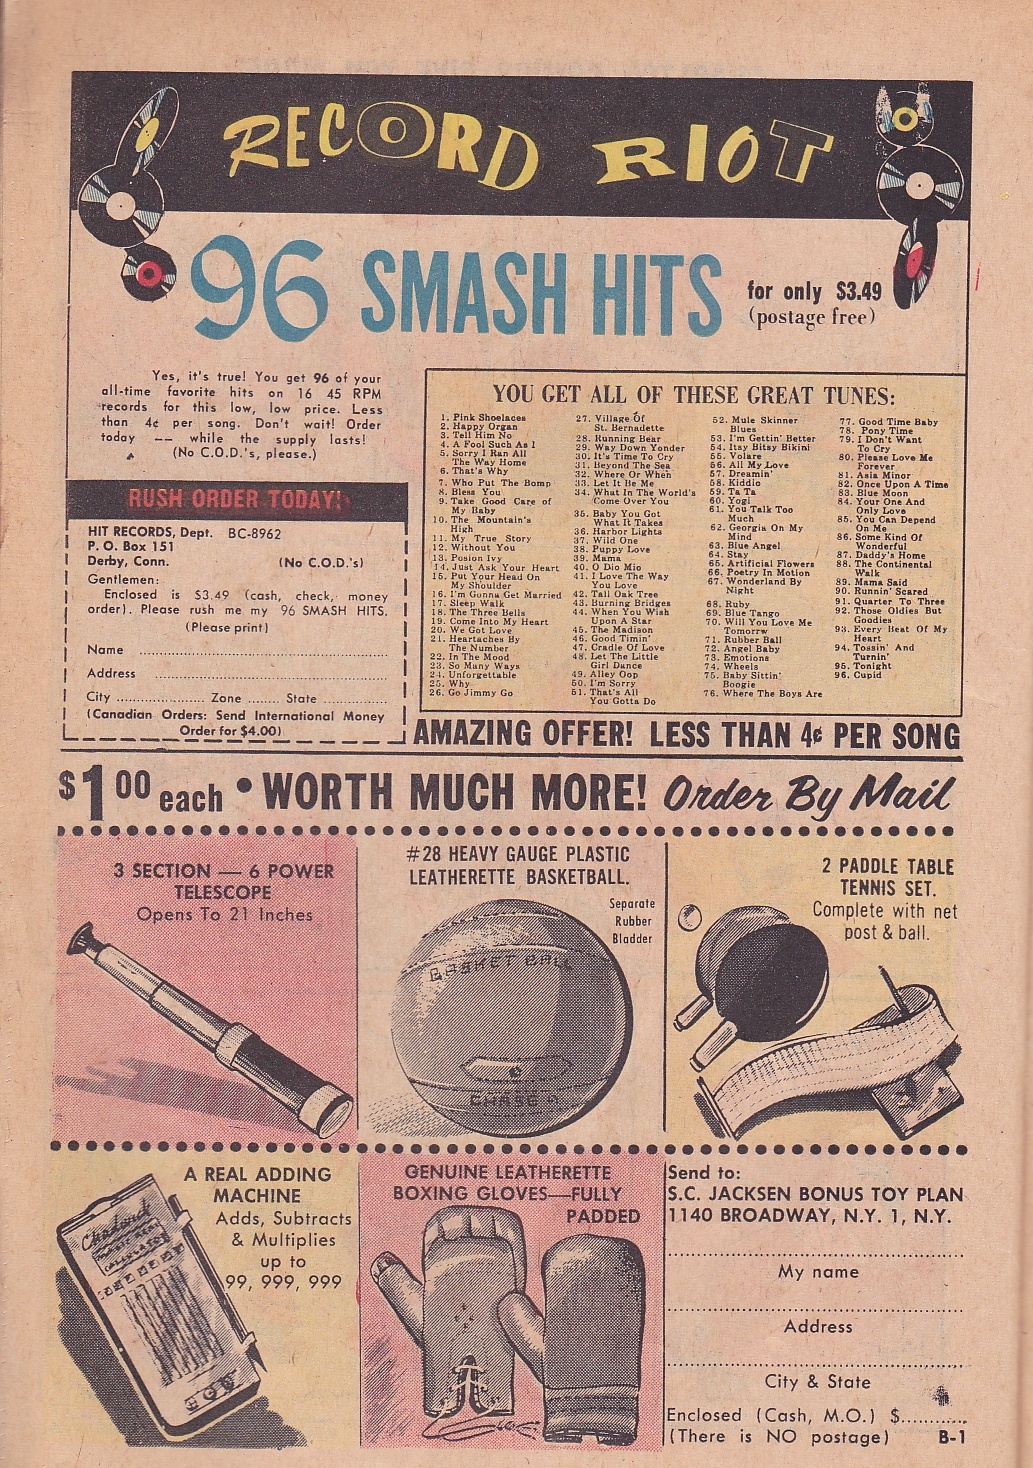 RECORD RIOT
96 SMASH HITS
for only $3.49
(postage free)
Yes, it's true! You get 96 of your
all-time favorite hits on 16 45 RPM
records for this low, low price. Less
than 4¢ per song. Don't wait! Order
today -- while the supply lasts!
(No C.O.D.'s, please.)
RUSH ORDER TODAY!
HIT RECORDS, Dept. BC-8962
P. O. Box 151
Derby, Conn. (No C.O.D.'s)
Gentlemen:
Enclosed is $3.49 (cash, check, money
order). Please rush me my 96 SMASH HITS.
(Please print)
Name
Address
City Zone State
(Canadian Orders: Send International Money
Order for $4.00)
YOU GET ALL OF THESE GREAT TUNES:
1. Pink Shoelaces
2. Happy Organ
3. Tell Him No
4. A Fool Such As I
5. Sorry I Ran All
The Way Home
6. That's Why
7. Who Put The Bomp
8. Bless You
9. Take Good Care of
My Baby
10. The Mountain's
High
11. My True Story
12. Without You
13. Posion Ivy
14. Just Ask Your Heart
15. Put Your Head On
My Shoulder
16. I'm Gonna Get Married
17. Sleep Walk
18. The Three Bells
19. Come Into My Heart
20. We Got Love
21. Heartaches By
The Number
22. In The Mood
23. So Many Ways
24. Unforgettable
25. Why
26. Go Jimmy Go
27. Village Of
St. Bernadette
28. Running Bear
29. Way Down Yonder
30. It's Time To Cry
31. Beyond The Sea
32. Where Or When
33. Let It Be Me
34. What In The World's
Come Over You
35. Baby You Got
What It Takes
36. Harbor Lights
37. Wild One
38. Puppy Love
39. Mama
40. O Dio Mio
41. I Love The Way
You Love
42. Tall Oak Tree
43. Burning Bridges
44. When You Wish
Upon A Star
45. The Madison
46. Good Timin'
47. Cradle Of Love
48. Let The Little
Girl Dance
49. Alley Oop
50. I'm Sorry
51. That's All
You Gotta Do
52. Mule Skinner
Blues
53. I'm Gettin' Better
54. Itsy Bitsy Bikini
55. Volare
56. All My Love
57. Dreamin'
58. Kiddio
59. Ta Ta
60. Yogi
61. You Talk Too
Much
62. Georgia On My
Mind
63. Blue Angel
64. Stay
65. Artificial Flowers
66. Poetry In Motion
67. Wonderland By
Night
68. Ruby
69. Blue Tango
70. Will You Love Me
Tomorrw
71. Rubber Ball
72. Angel Baby
73. Emotions
74. Wheels
75. Baby Sittin'
Boogie
76. Where The Boys Are
77. Good Time Baby
78. Pony Time
79. I Don't Want
To Cry
80. Please Love Me
Forever
81. Asia Minor
82. Once Upon A Time
83. Blue Moon
84. Your One And
Only Love
85. You Can Depend
On Me
86. Some Kind Of
Wonderful
87. Daddy's Home
88. The Continental
Walk
89. Mama Said
90. Runnin' Scared
91. Quarter To Three
92. Those Oldies But
Goodies
93. Every Beat Of My
Heart
94. Tossin' And
Turnin'
95. Tonight
96. Cupid
AMAZING OFFER! LESS THAN 4¢ PER SONG
$1.00 each • WORTH MUCH MORE! Order By Mail
3 SECTION — 6 POWER
TELESCOPE
Opens To 21 Inches
#28 HEAVY GAUGE PLASTIC
LEATHERETTE BASKETBALL.
Separate
Rubber
Bladder
BASKET BALL
2 PADDLE TABLE
TENNIS SET.
Complete with net
post & ball.
A REAL ADDING
MACHINE
Adds, Subtracts
& Multiplies
up to
99, 999, 999
GENUINE LEATHERETTE
BOXING GLOVES—FULLY
PADDED
Send to:
S.C. JACKSEN BONUS TOY PLAN
1140 BROADWAY, N.Y. 1, N.Y.
My name
Address
City & State
Enclosed (Cash, M.O.) $
(There is NO postage) B-1